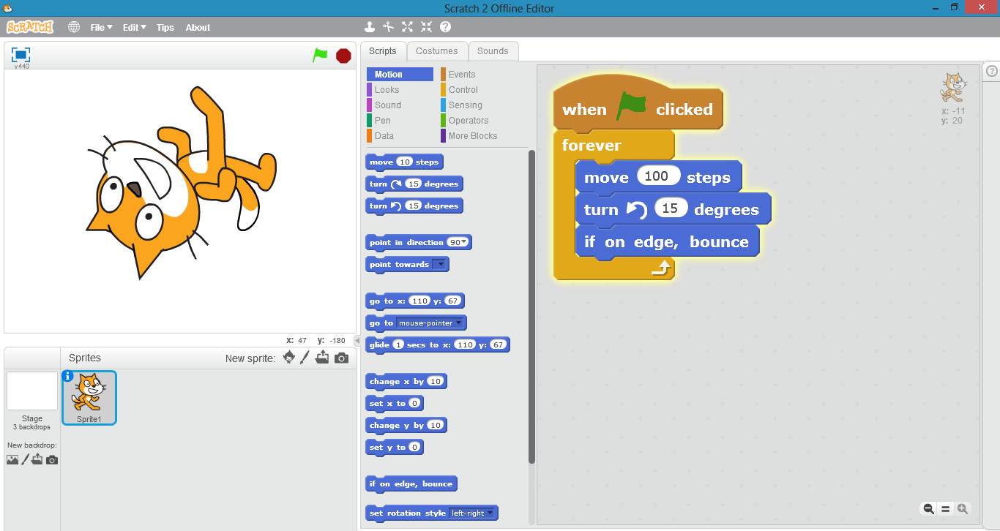 Scratch 2 Offline Editor
SCRATCH File Edit Tips About
v440
Scripts Costumes Sounds
Motion Events
Looks Control
Sound Sensing
Pen Operators
Data More Blocks
move 10 steps
turn 15 degrees
turn 15 degrees
point in direction 90
point towards
go to x: 110 y: 67
go to mouse-pointer
glide 1 secs to x: 110 y: 67
change x by 10
set x to 0
change y by 10
set y to 0
if on edge, bounce
set rotation style left-right
when clicked
forever
move 100 steps
turn 15 degrees
if on edge, bounce
x: -11
y: 20
x: 47 y: -180
Sprites New sprite:
Sprite1
Stage
3 backdrops
New backdrop: